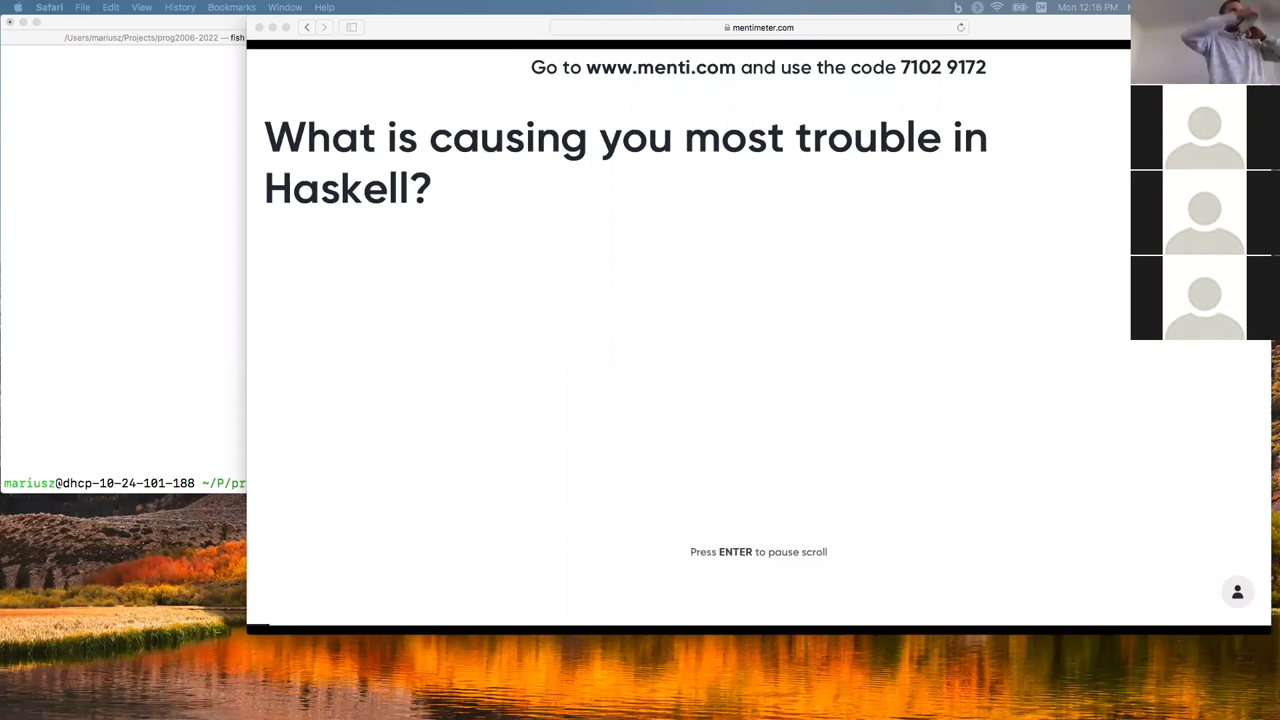 Safari File Edit View History Bookmarks Window Help
Mon 12:16 PM
/Users/mariusz/Projects/prog2006-2022 — fish
mentimeter.com
Go to www.menti.com and use the code 7102 9172
What is causing you most trouble in
Haskell?
mariusz@dhcp-10-24-101-188 ~/P/pr
Press ENTER to pause scroll